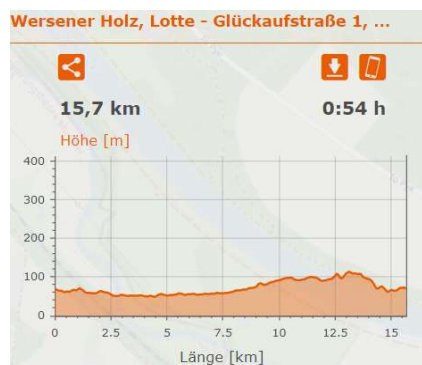 Wersener Holz, Lotte - Glückaufstraße 1, ...
15,7 km
0:54 h
Höhe [m]
400
300
200
100
0
0
2.5
5
7.5
10
12.5
15
Länge [km]